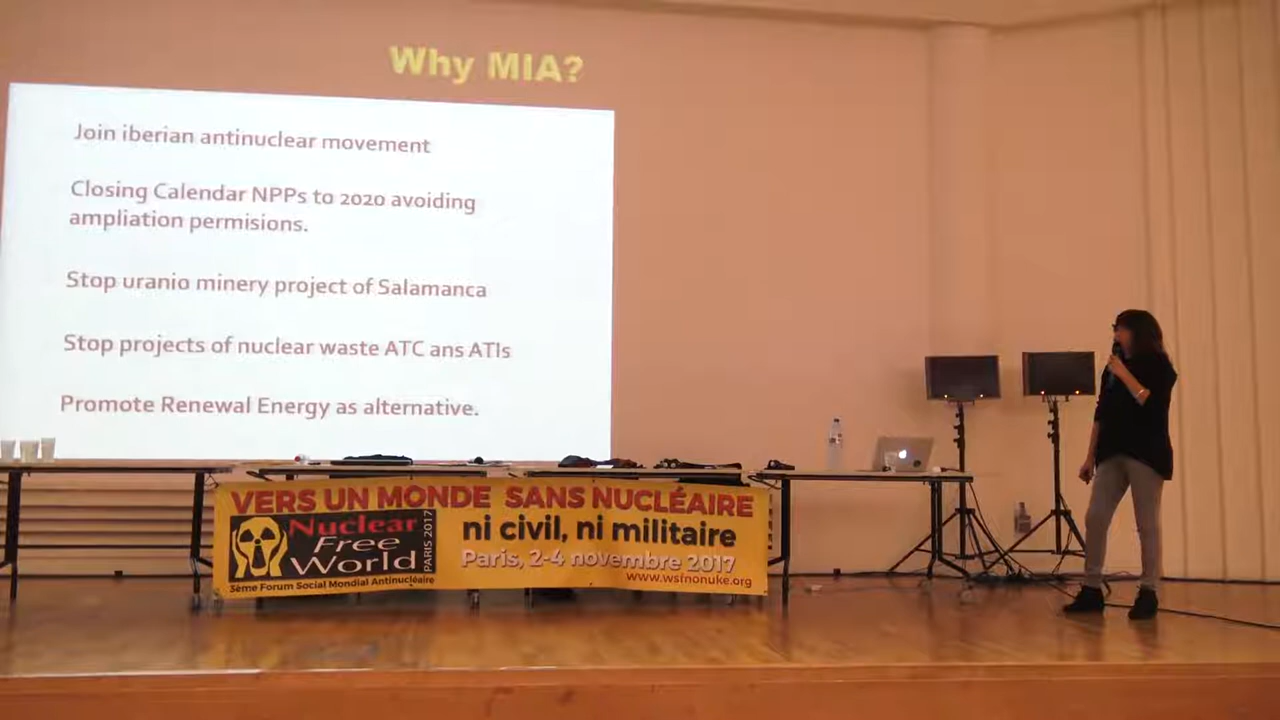 Why MIA?
Join iberian antinuclear movement
Closing Calendar NPPs to 2020 avoiding
ampliation permisions.
Stop uranio minery project of Salamanca
Stop projects of nuclear waste ATC ans ATIs
Promote Renewal Energy as alternative.
VERS UN MONDE SANS NUCLÉAIRE
Nuclear
Free
World
PARIS 2017
3ème Forum Social Mondial Antinucléaire
ni civil, ni militaire
Paris, 2-4 novembre 2017
www.wsfnonuke.org